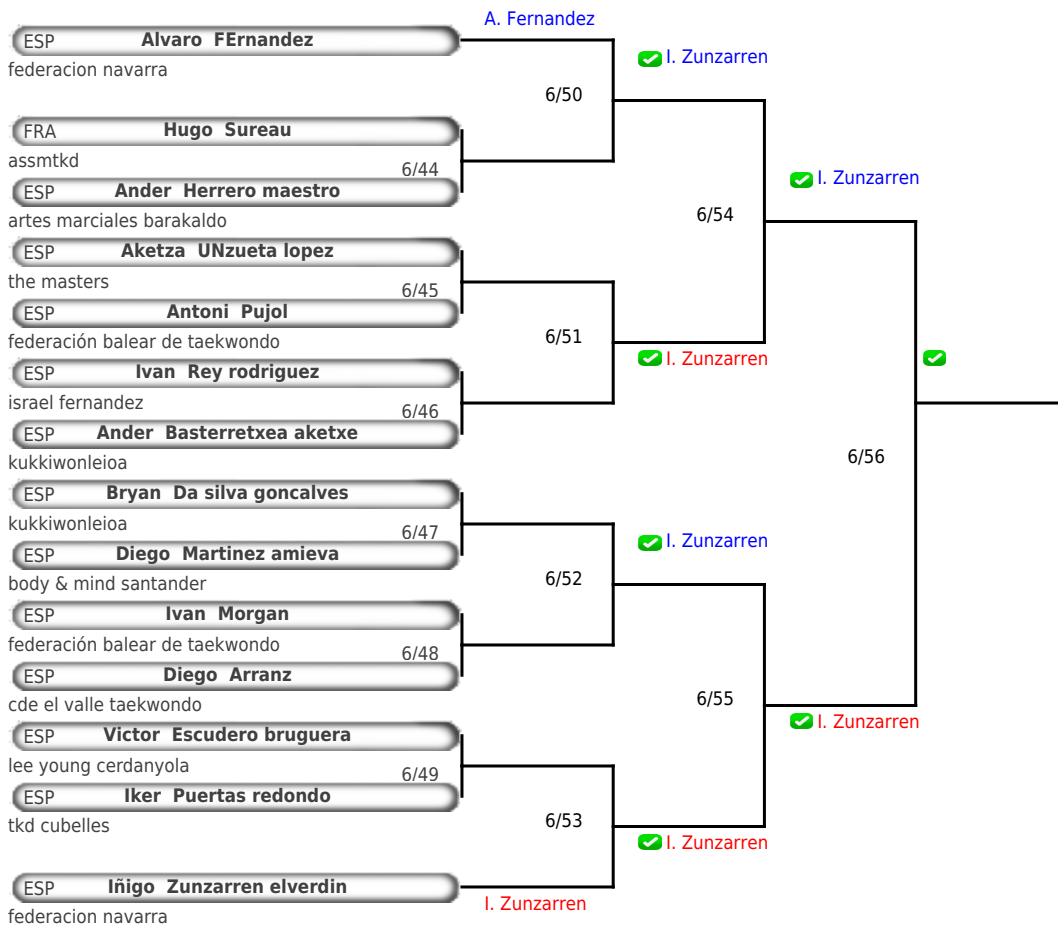 A. Fernandez
ESP Alvaro FErnandez
federacion navarra
I. Zunzarren
6/50
FRA Hugo Sureau
assmtkd
6/44
ESP Ander Herrero maestro
artes marciales barakaldo
I. Zunzarren
6/54
ESP Aketza UNzueta lopez
the masters
6/45
ESP Antoni Pujol
federación balear de taekwondo
6/51
I. Zunzarren
ESP Ivan Rey rodriguez
israel fernandez
6/46
ESP Ander Basterretxea aketxe
kukkiwonleioa
6/56
ESP Bryan Da silva goncalves
kukkiwonleioa
6/47
ESP Diego Martinez amieva
body & mind santander
I. Zunzarren
6/52
ESP Ivan Morgan
federación balear de taekwondo
6/48
ESP Diego Arranz
cde el valle taekwondo
6/55
I. Zunzarren
ESP Victor Escudero bruguera
lee young cerdanyola
6/49
ESP Iker Puertas redondo
tkd cubelles
6/53
I. Zunzarren
ESP Iñigo Zunzarren elverdin
federacion navarra
I. Zunzarren